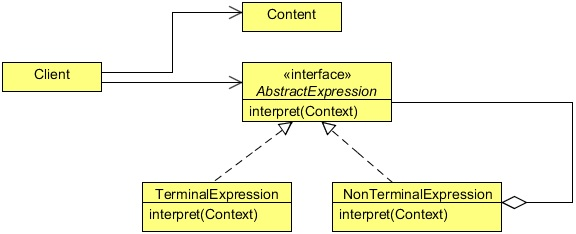 Content
Client
«interface»
AbstractExpression
interpret(Context)
TerminalExpression
interpret(Context)
NonTerminalExpression
interpret(Context)